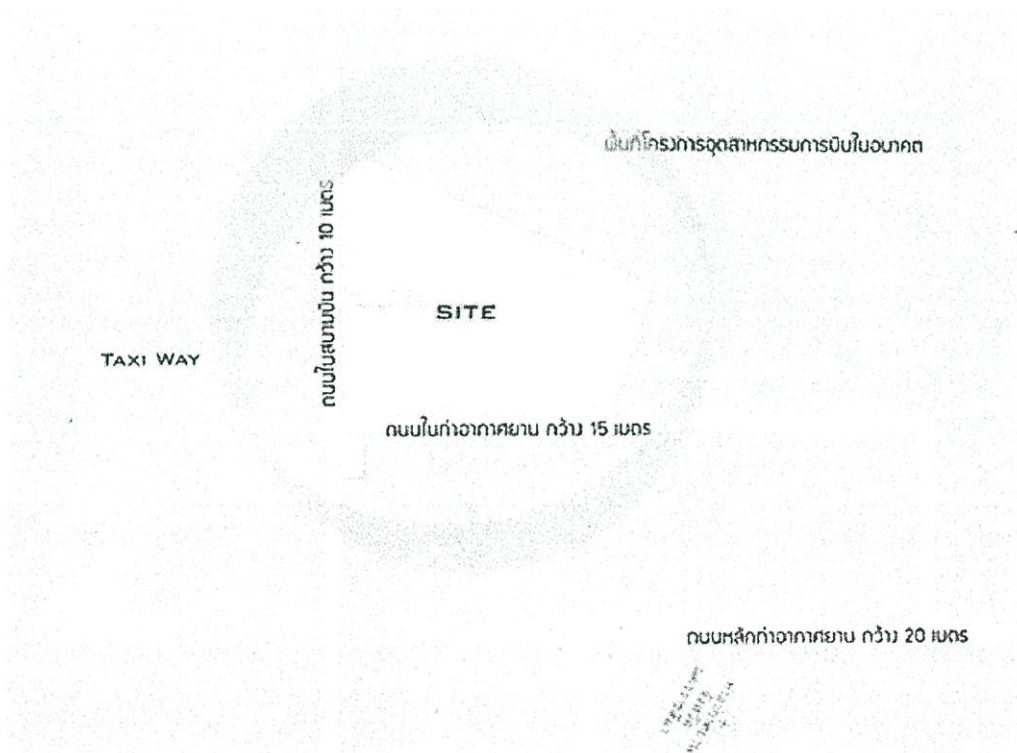 พื้นที่โครงการอุตสาหกรรมการบินในอนาคต
ถนนในสนามบิน กว้าง 10 เมตร
SITE
TAXI WAY
ถนนในท่าอากาศยาน กว้าง 15 เมตร
ถนนหลักท่าอากาศยาน กว้าง 20 เมตร